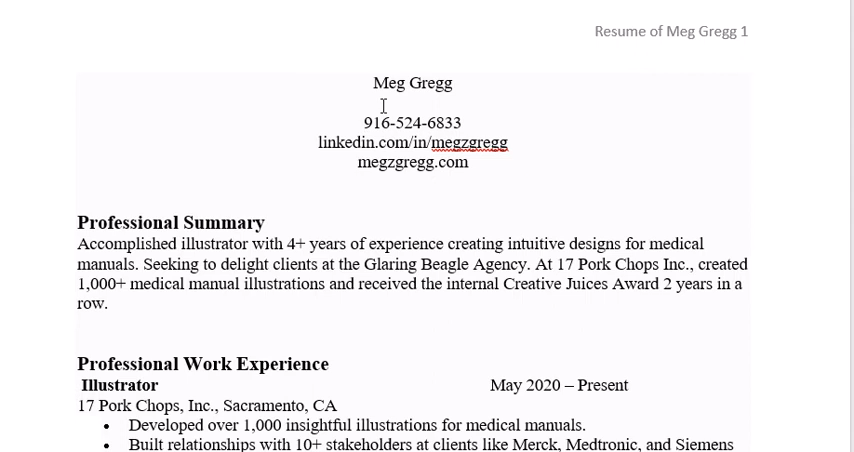 Resume of Meg Gregg 1
Meg Gregg
916-524-6833
linkedin.com/in/megzgregg
megzgregg.com
Professional Summary
Accomplished illustrator with 4+ years of experience creating intuitive designs for medical
manuals. Seeking to delight clients at the Glaring Beagle Agency. At 17 Pork Chops Inc., created
1,000+ medical manual illustrations and received the internal Creative Juices Award 2 years in a
row.
Professional Work Experience
Illustrator May 2020 – Present
17 Pork Chops, Inc., Sacramento, CA
• Developed over 1,000 insightful illustrations for medical manuals.
• Built relationships with 10+ stakeholders at clients like Merck, Medtronic, and Siemens